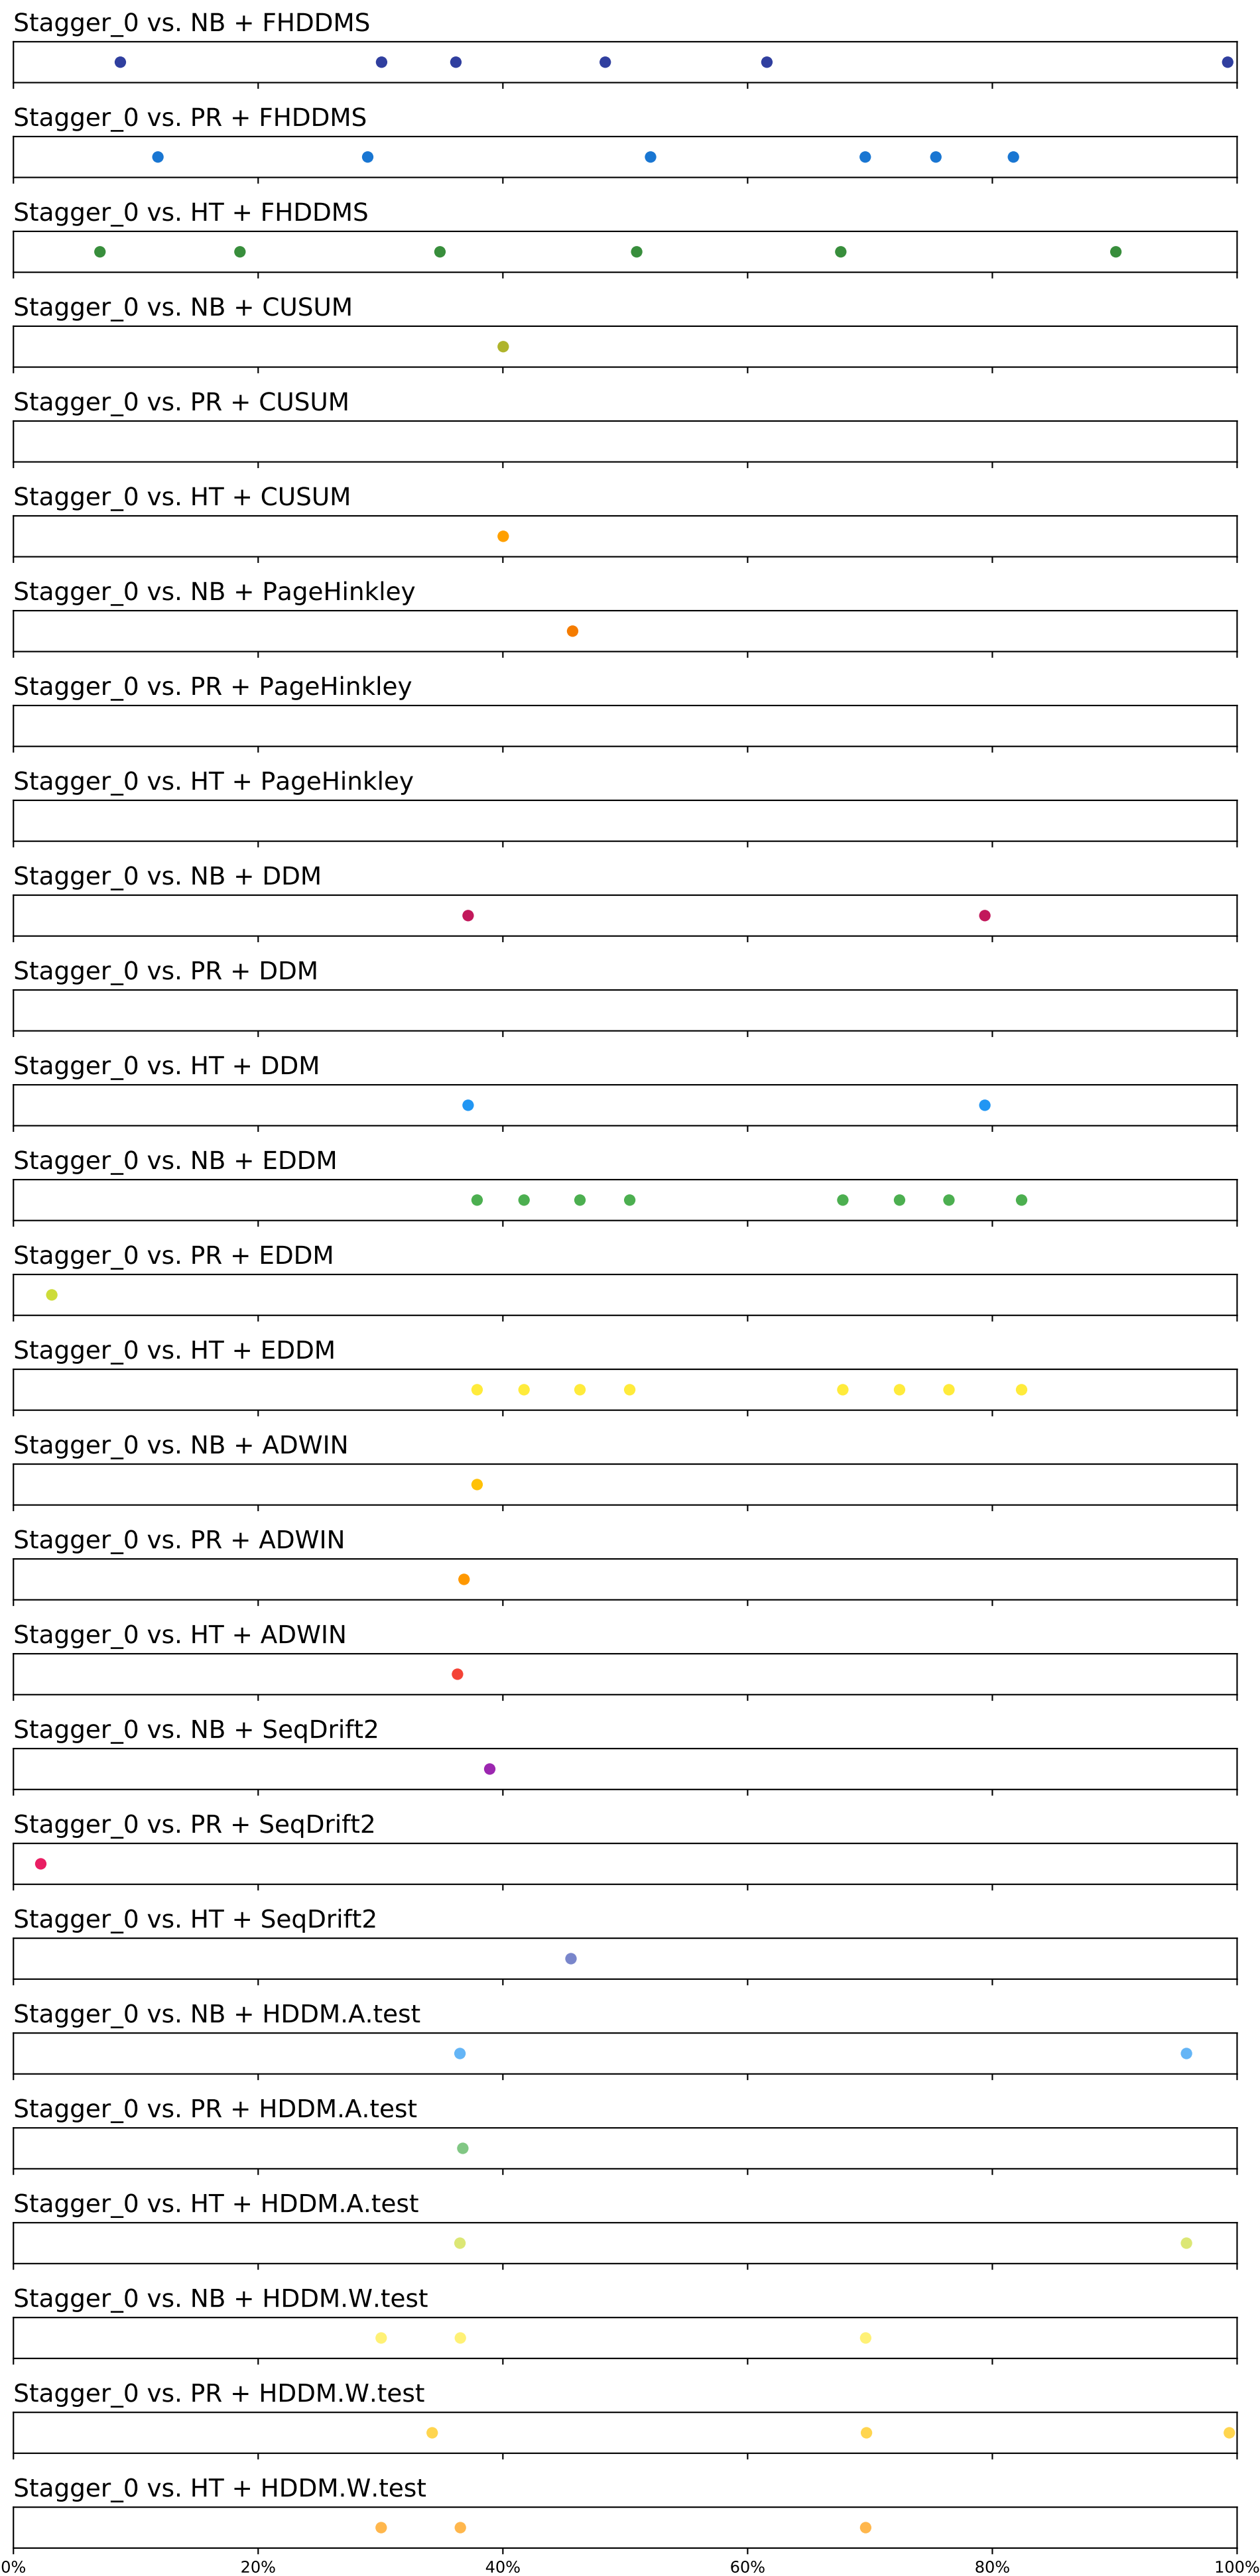 Stagger_0 vs. NB + FHDDMS
Stagger_0 vs. PR + FHDDMS
Stagger_0 vs. HT + FHDDMS
Stagger_0 vs. NB + CUSUM
Stagger_0 vs. PR + CUSUM
Stagger_0 vs. HT + CUSUM
Stagger_0 vs. NB + PageHinkley
Stagger_0 vs. PR + PageHinkley
Stagger_0 vs. HT + PageHinkley
Stagger_0 vs. NB + DDM
Stagger_0 vs. PR + DDM
Stagger_0 vs. HT + DDM
Stagger_0 vs. NB + EDDM
Stagger_0 vs. PR + EDDM
Stagger_0 vs. HT + EDDM
Stagger_0 vs. NB + ADWIN
Stagger_0 vs. PR + ADWIN
Stagger_0 vs. HT + ADWIN
Stagger_0 vs. NB + SeqDrift2
Stagger_0 vs. PR + SeqDrift2
Stagger_0 vs. HT + SeqDrift2
Stagger_0 vs. NB + HDDM.A.test
Stagger_0 vs. PR + HDDM.A.test
Stagger_0 vs. HT + HDDM.A.test
Stagger_0 vs. NB + HDDM.W.test
Stagger_0 vs. PR + HDDM.W.test
Stagger_0 vs. HT + HDDM.W.test
0% 20% 40% 60% 80% 100%